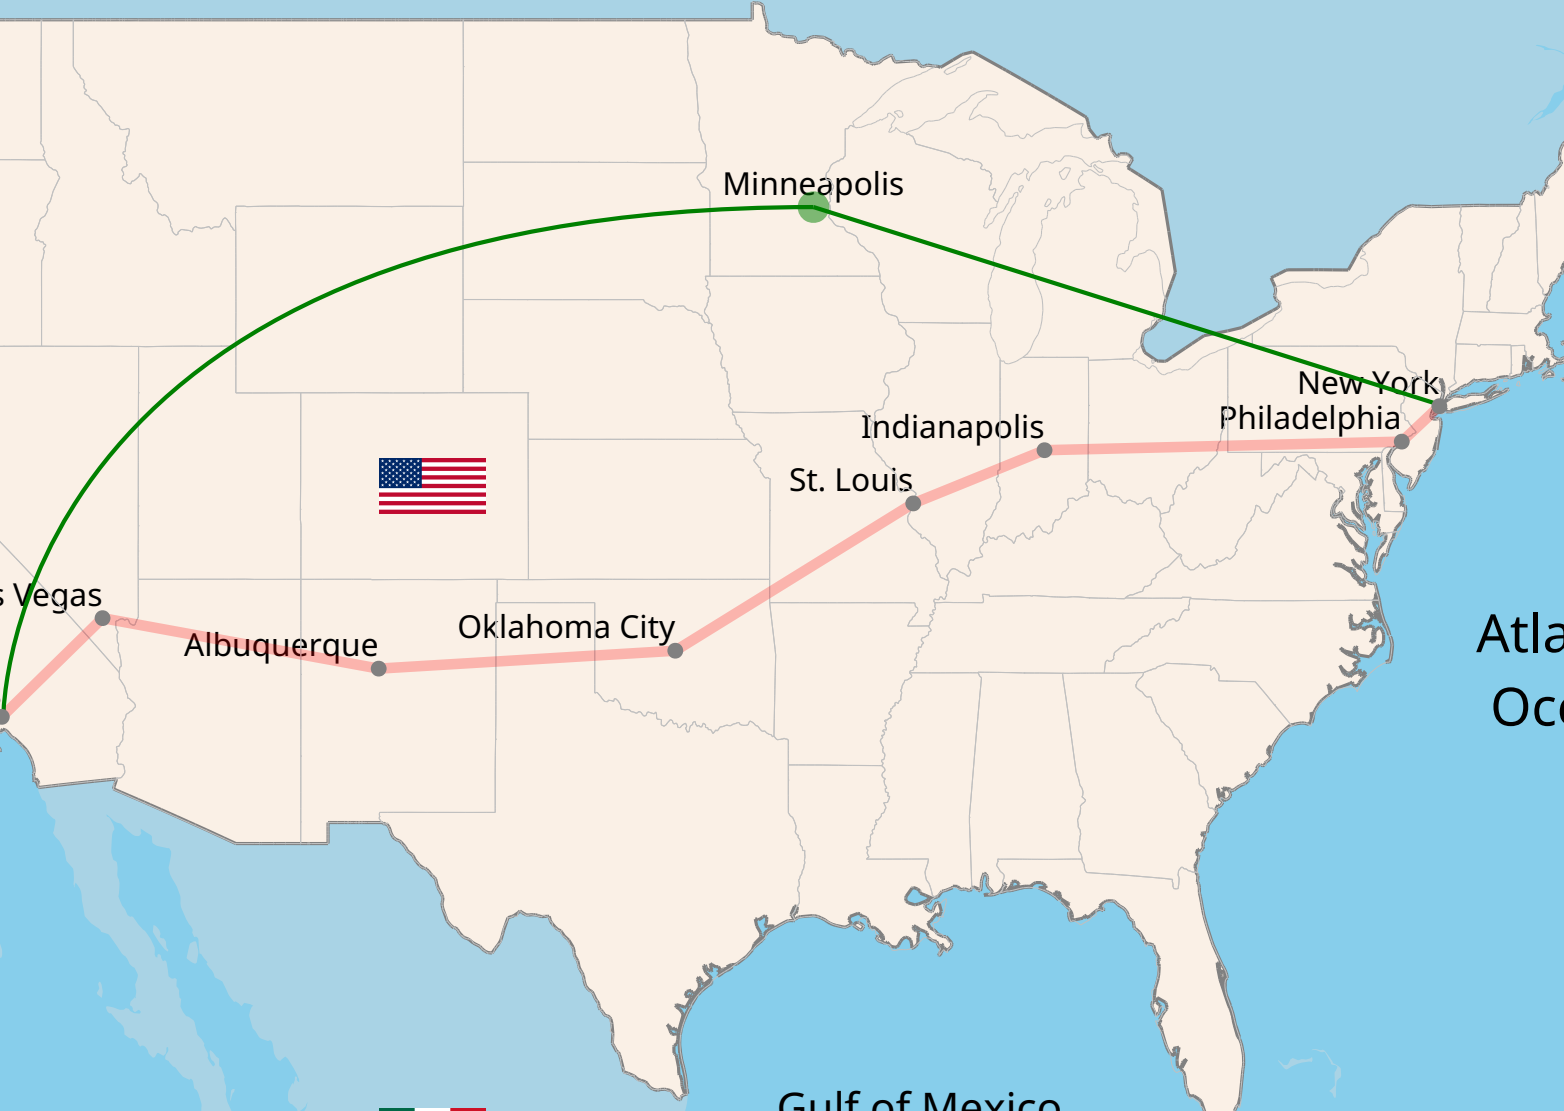 Minneapolis
New York
Philadelphia
Indianapolis
St. Louis
s Vegas
Oklahoma City
Albuquerque
Atla
Oce
Gulf of Mexico